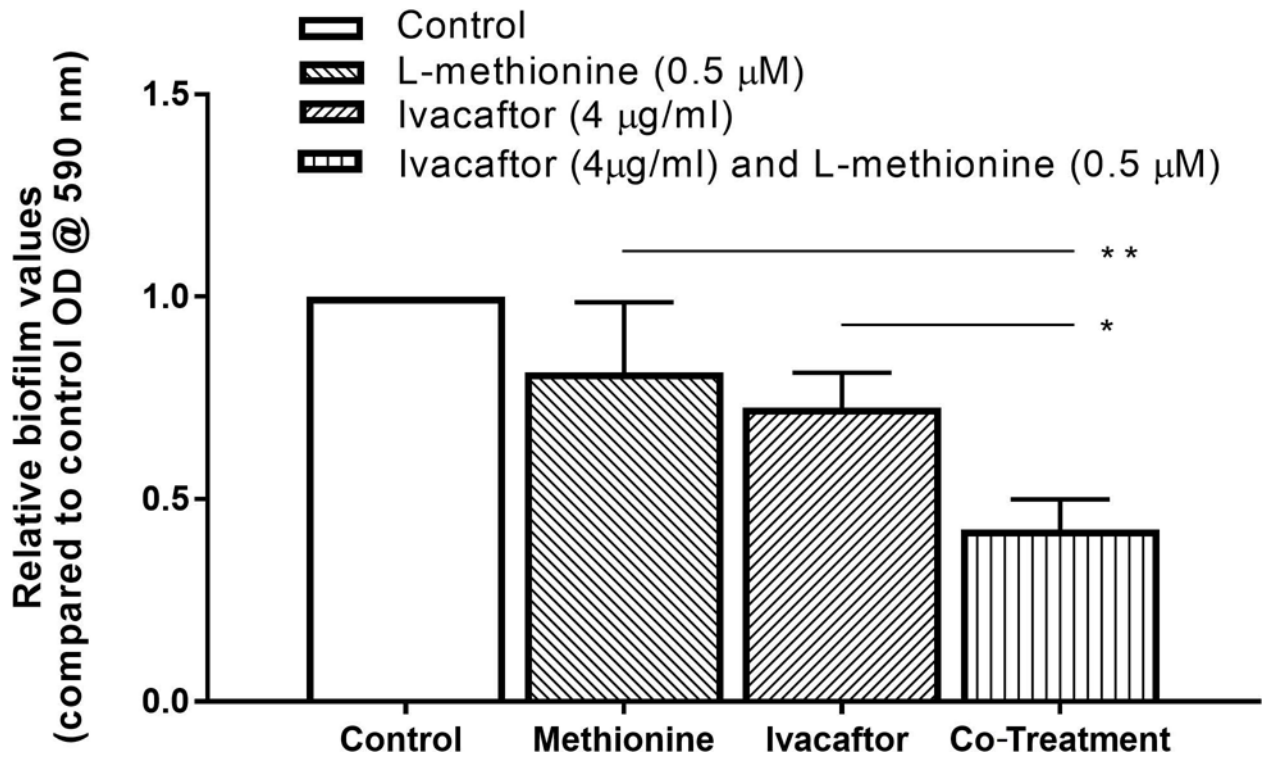 Control
L-methionine (0.5 μM)
Ivacaftor (4 μg/ml)
Ivacaftor (4μg/ml) and L-methionine (0.5 μM)
Relative biofilm values
(compared to control OD @ 590 nm)
1.5
1.0
0.5
0.0
**
*
Control
Methionine
Ivacaftor
Co-Treatment